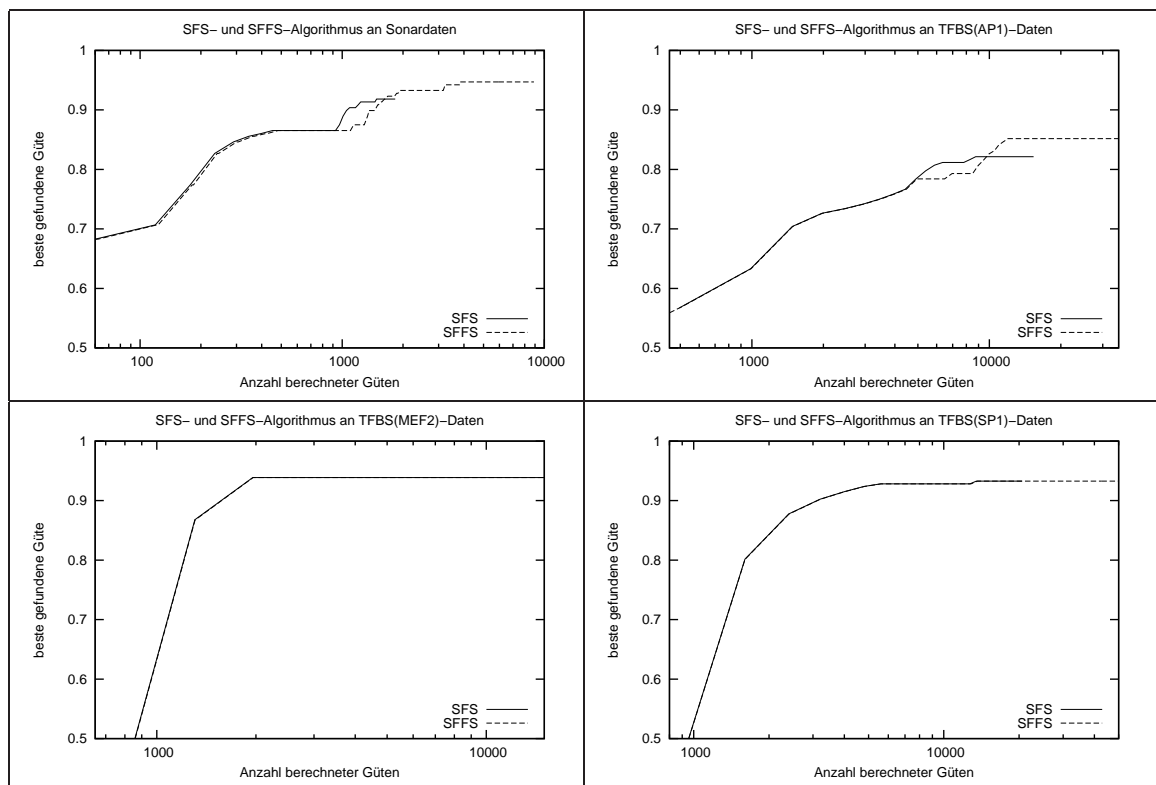 SFS− und SFFS−Algorithmus an Sonardaten
1
0.9
0.8
0.7
0.6
0.5
beste gefundene Güte
SFS
SFFS
100
1000
10000
Anzahl berechneter Güten
SFS− und SFFS−Algorithmus an TFBS(AP1)−Daten
1
0.9
0.8
0.7
0.6
0.5
beste gefundene Güte
SFS
SFFS
1000
10000
Anzahl berechneter Güten
SFS− und SFFS−Algorithmus an TFBS(MEF2)−Daten
1
0.9
0.8
0.7
0.6
0.5
beste gefundene Güte
SFS
SFFS
1000
10000
Anzahl berechneter Güten
SFS− und SFFS−Algorithmus an TFBS(SP1)−Daten
1
0.9
0.8
0.7
0.6
0.5
beste gefundene Güte
SFS
SFFS
1000
10000
Anzahl berechneter Güten